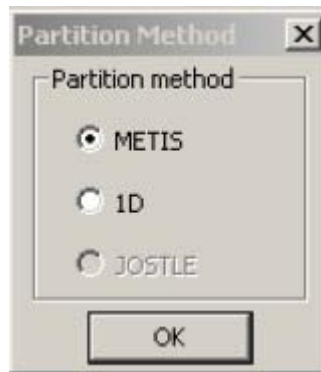 Partition Method
Partition method
METIS
1D
JOSTLE
OK